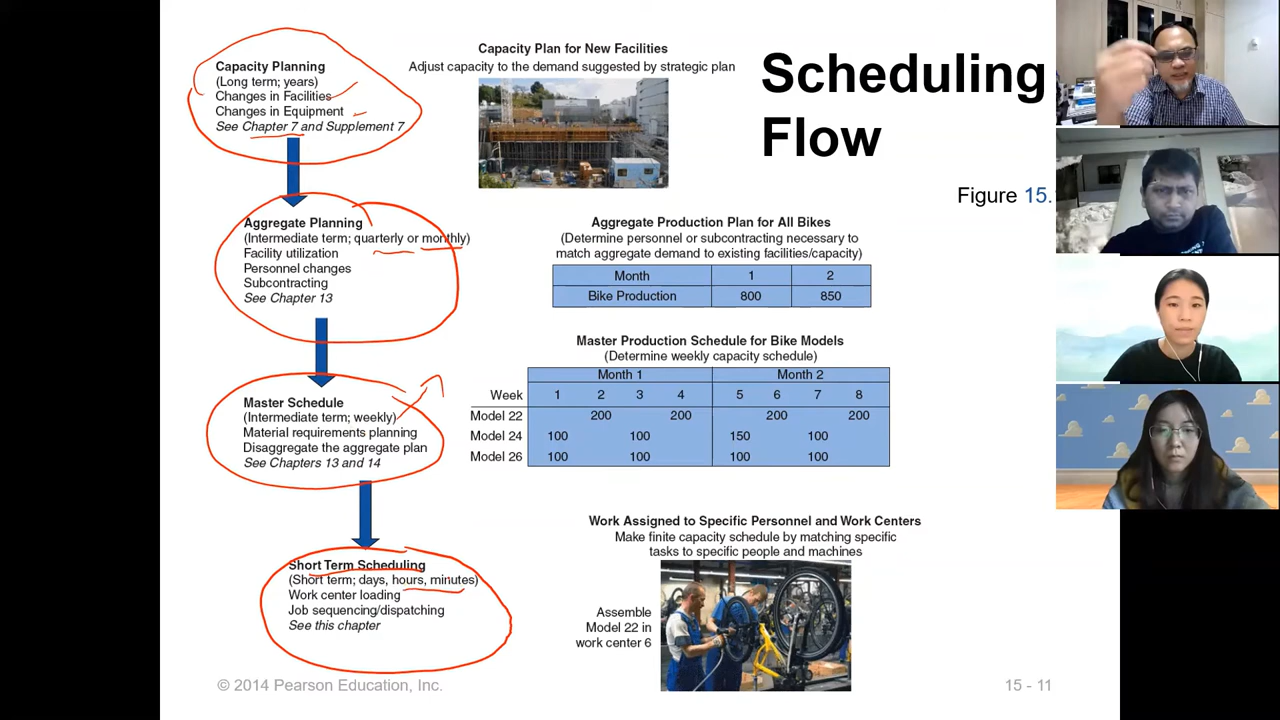 Scheduling
Flow
Figure 15.
Capacity Planning
(Long term; years)
Changes in Facilities
Changes in Equipment
See Chapter 7 and Supplement 7
Capacity Plan for New Facilities
Adjust capacity to the demand suggested by strategic plan
Aggregate Planning
(Intermediate term; quarterly or monthly)
Facility utilization
Personnel changes
Subcontracting
See Chapter 13
Aggregate Production Plan for All Bikes
(Determine personnel or subcontracting necessary to
match aggregate demand to existing facilities/capacity)
Month 1 2
Bike Production 800 850
Master Schedule
(Intermediate term; weekly)
Material requirements planning
Disaggregate the aggregate plan
See Chapters 13 and 14
Master Production Schedule for Bike Models
(Determine weekly capacity schedule)
Month 1 Month 2
Week 1 2 3 4 5 6 7 8
Model 22 200 200 200 200
Model 24 100 100 150 100
Model 26 100 100 100 100
Short Term Scheduling
(Short term; days, hours, minutes)
Work center loading
Job sequencing/dispatching
See this chapter
Work Assigned to Specific Personnel and Work Centers
Make finite capacity schedule by matching specific
tasks to specific people and machines
Assemble
Model 22 in
work center 6
© 2014 Pearson Education, Inc.
15 - 11